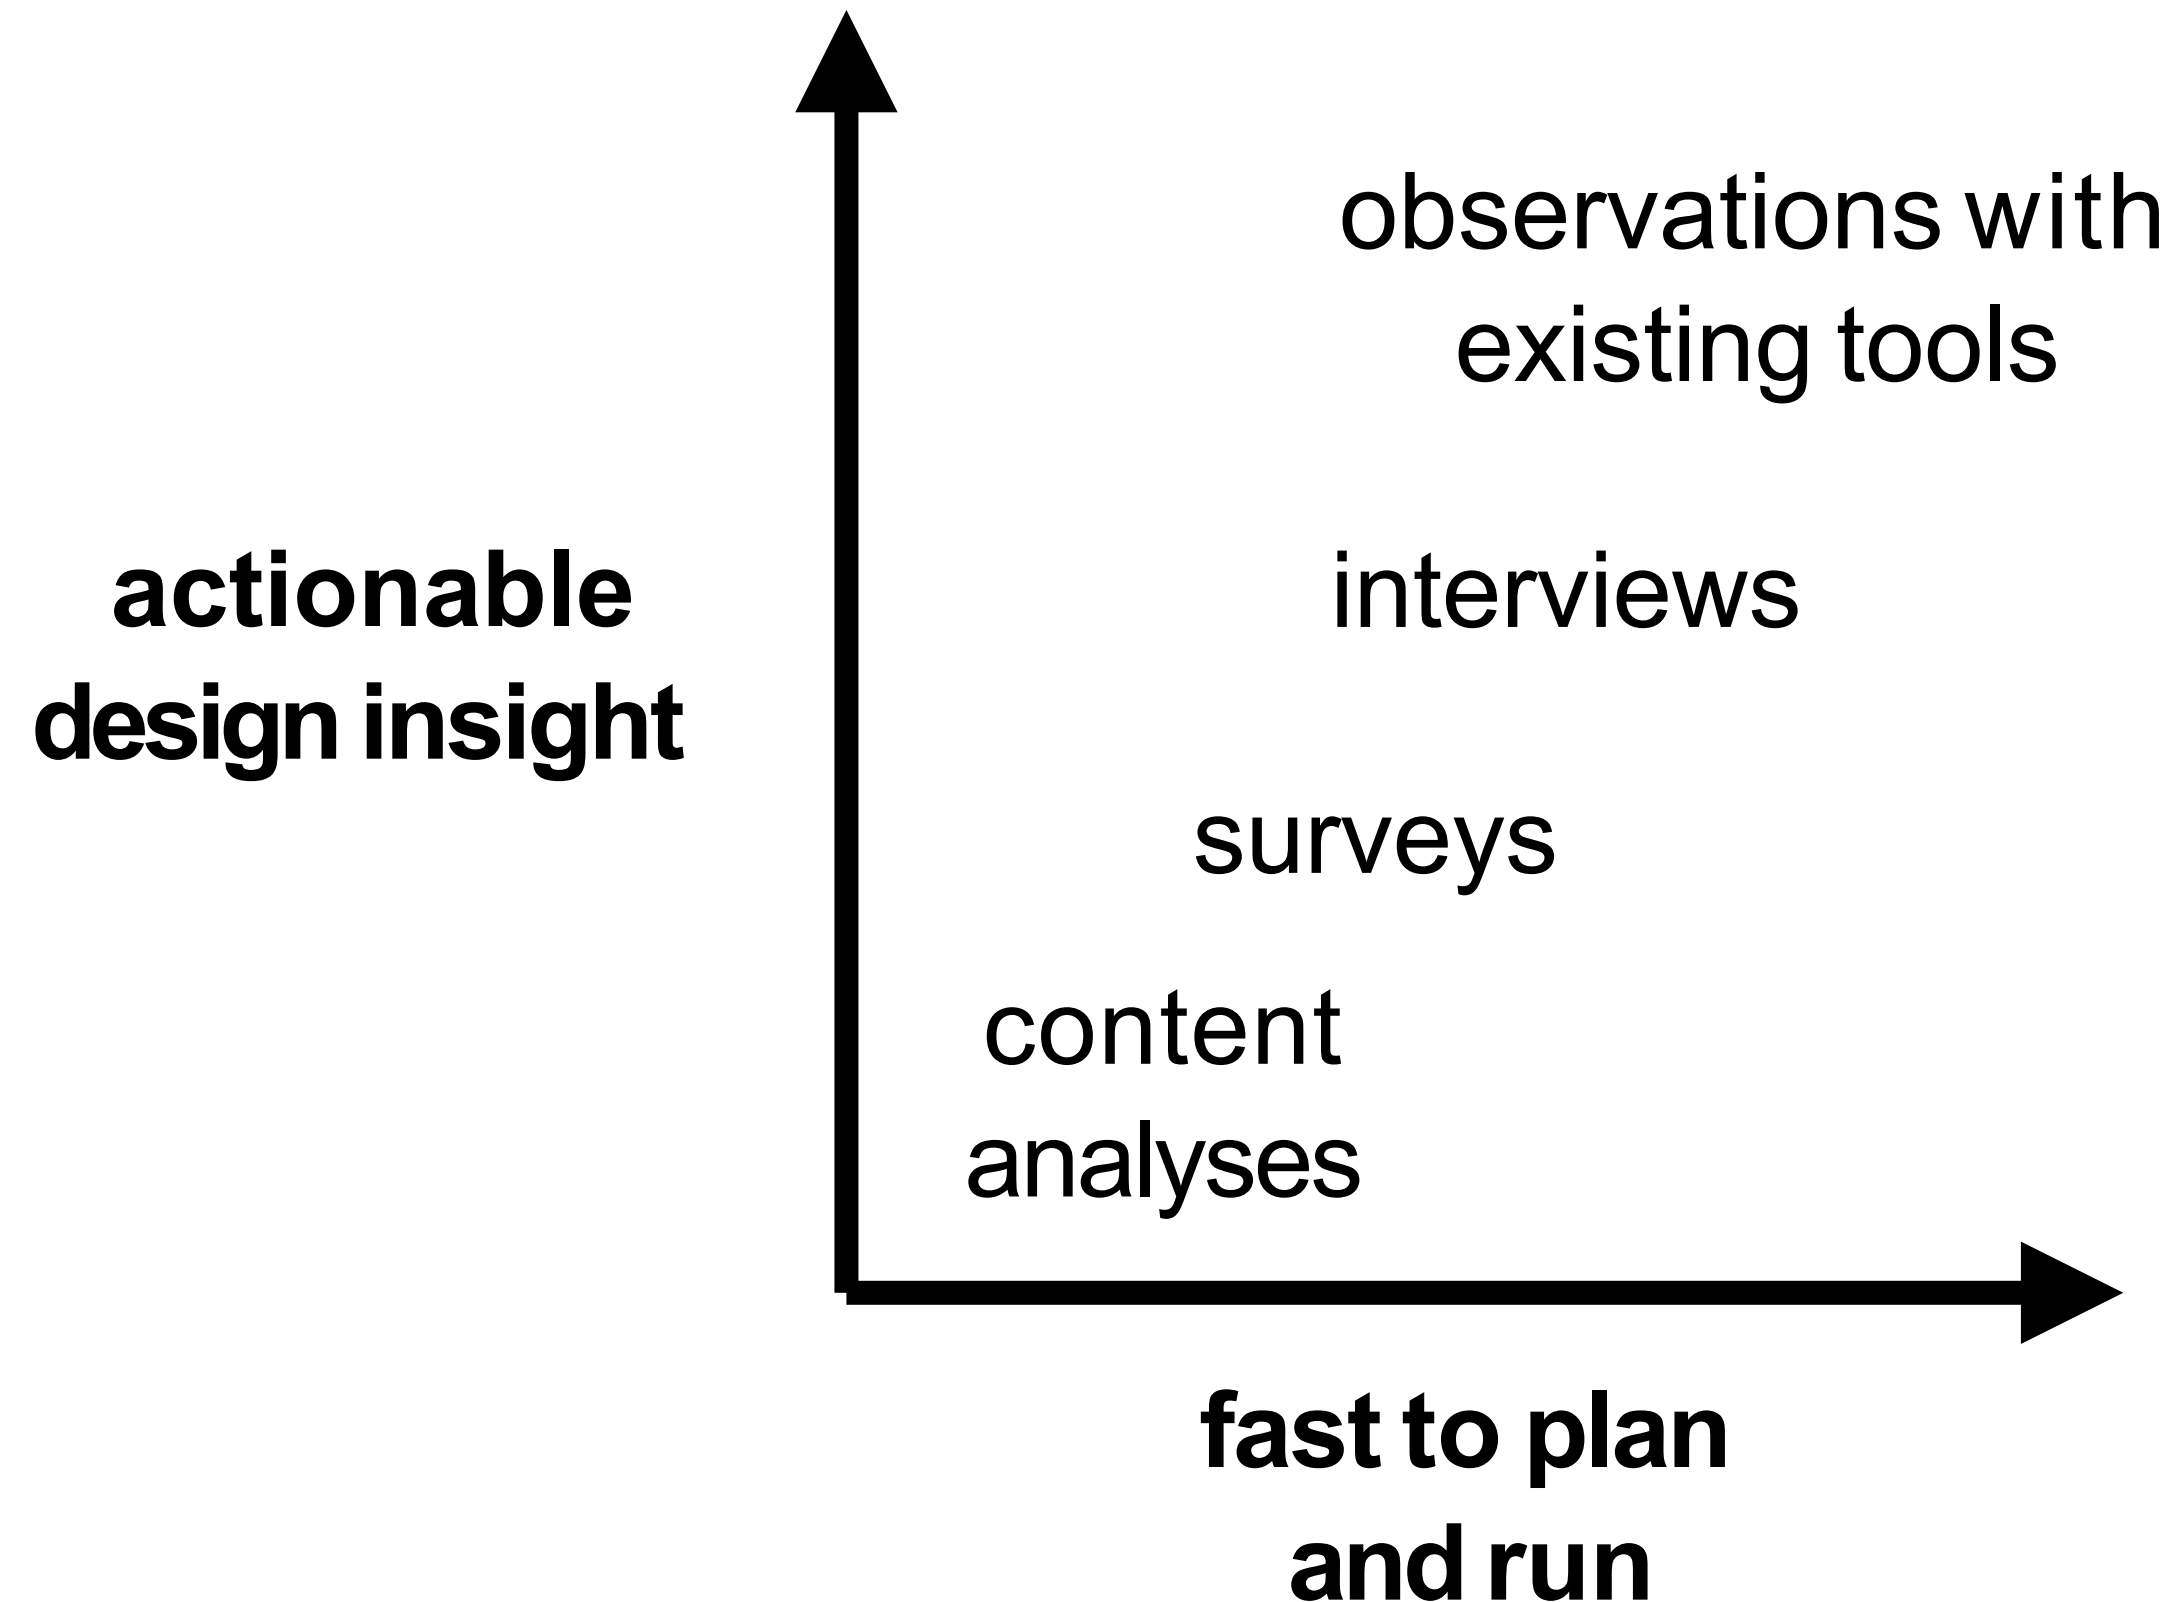 observations with
existing tools
actionable
design insight
interviews
surveys
content
analyses
fast to plan
and run